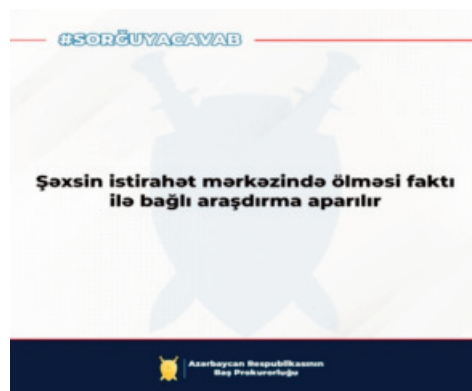 #SORĞUYACAVAB
Şəxsin istirahət mərkəzində ölməsi faktı
ilə bağlı araşdırma aparılır
Azərbaycan Respublikasının
Baş Prokurorluğu